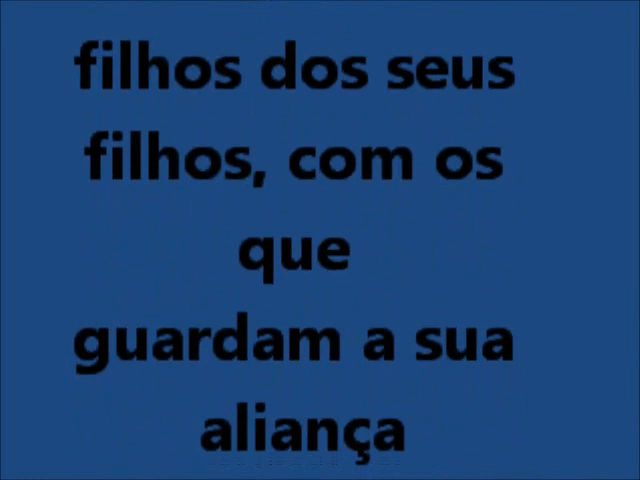 filhos dos seus
filhos, com os
que
guardam a sua
aliança